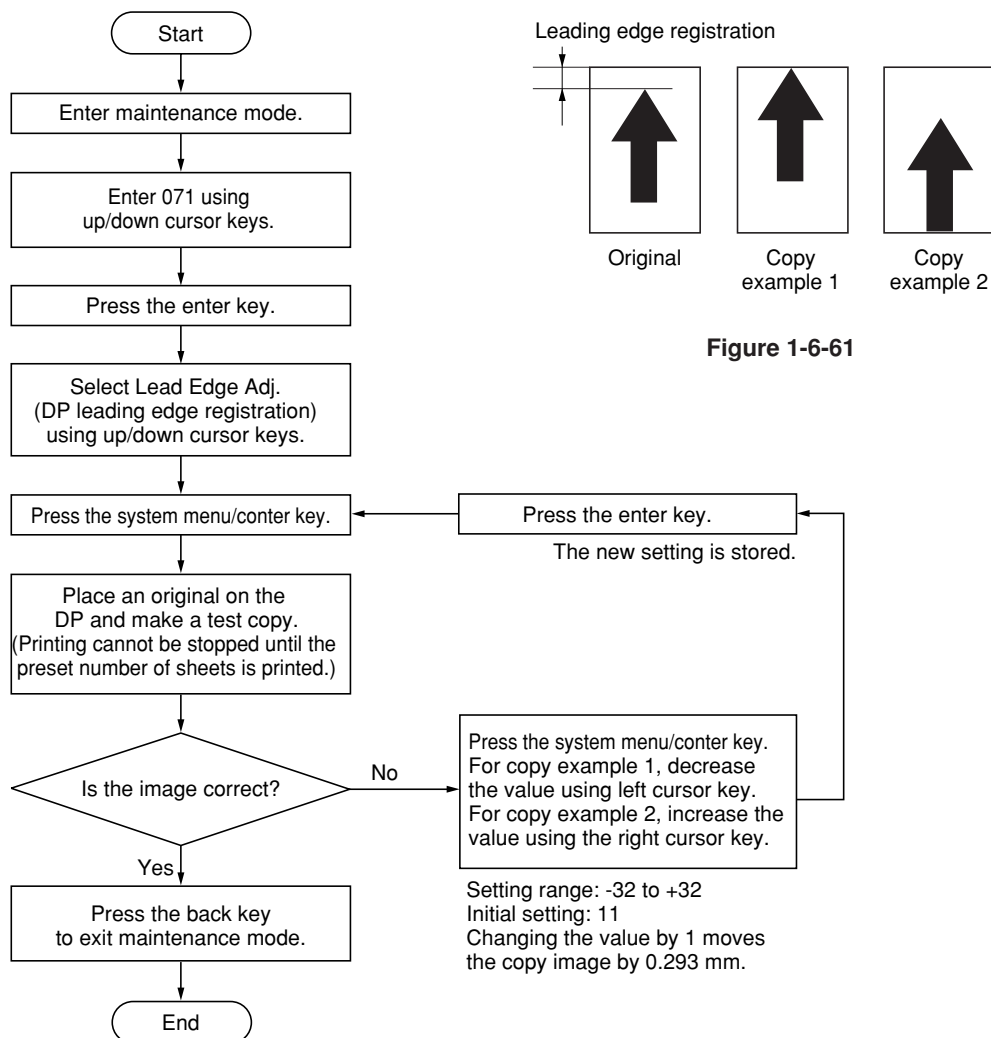 Start
Enter maintenance mode.
Enter 071 using
up/down cursor keys.
Press the enter key.
Select Lead Edge Adj.
(DP leading edge registration)
using up/down cursor keys.
Press the system menu/conter key.
Place an original on the
DP and make a test copy.
(Printing cannot be stopped until the
preset number of sheets is printed.)
Is the image correct?
No
Yes
Press the back key
to exit maintenance mode.
End
Press the enter key.
The new setting is stored.
Press the system menu/conter key.
For copy example 1, decrease
the value using left cursor key.
For copy example 2, increase the
value using the right cursor key.
Setting range: -32 to +32
Initial setting: 11
Changing the value by 1 moves
the copy image by 0.293 mm.
Leading edge registration
Original
Copy
example 1
Copy
example 2
Figure 1-6-61